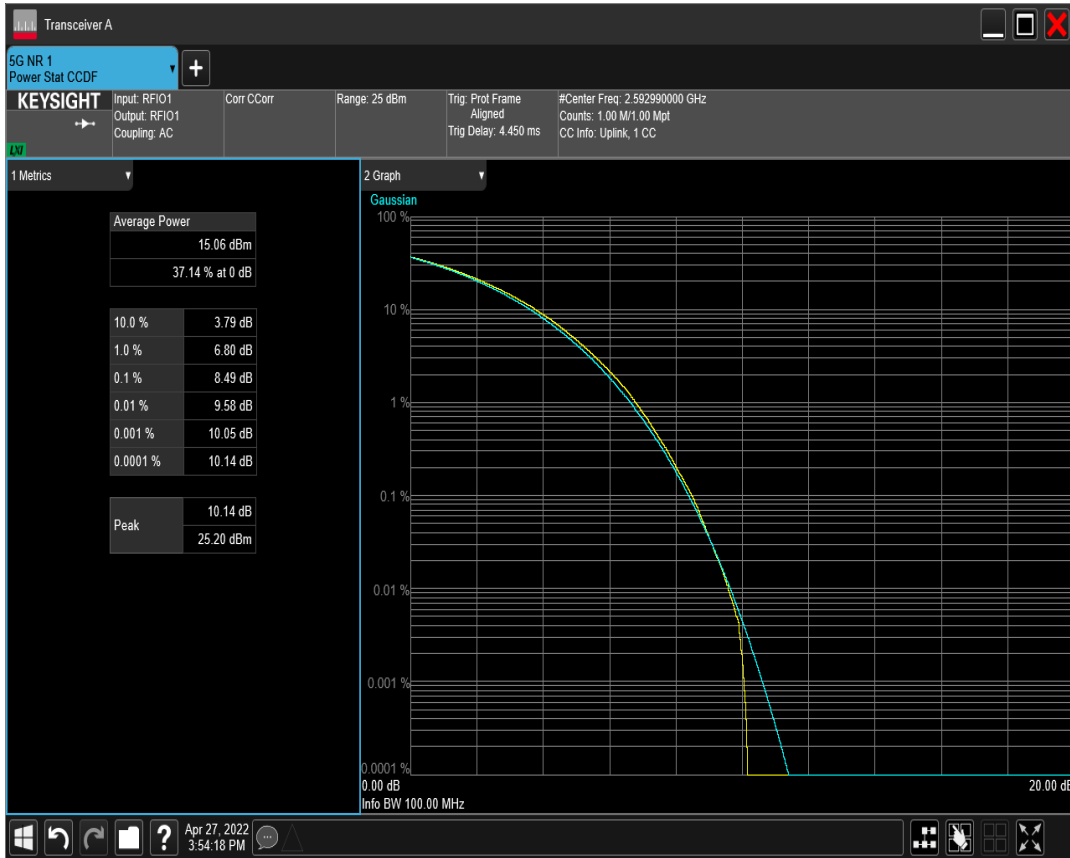 Transceiver A
5G NR 1
Power Stat CCDF
KEYSIGHT
LXI
Input: RFIO1
Output: RFIO1
Coupling: AC
Corr CCorr
Range: 25 dBm
Trig: Prot Frame
Aligned
Trig Delay: 4.450 ms
#Center Freq: 2.592990000 GHz
Counts: 1.00 M/1.00 Mpt
CC Info: Uplink, 1 CC
1 Metrics
Average Power
15.06 dBm
37.14 % at 0 dB
10.0 % 3.79 dB
1.0 % 6.80 dB
0.1 % 8.49 dB
0.01 % 9.58 dB
0.001 % 10.05 dB
0.0001 % 10.14 dB
Peak
10.14 dB
25.20 dBm
2 Graph
Gaussian
100 %
10 %
1 %
0.1 %
0.01 %
0.001 %
0.0001 %
0.00 dB
20.00 dB
Info BW 100.00 MHz
Apr 27, 2022
3:54:18 PM